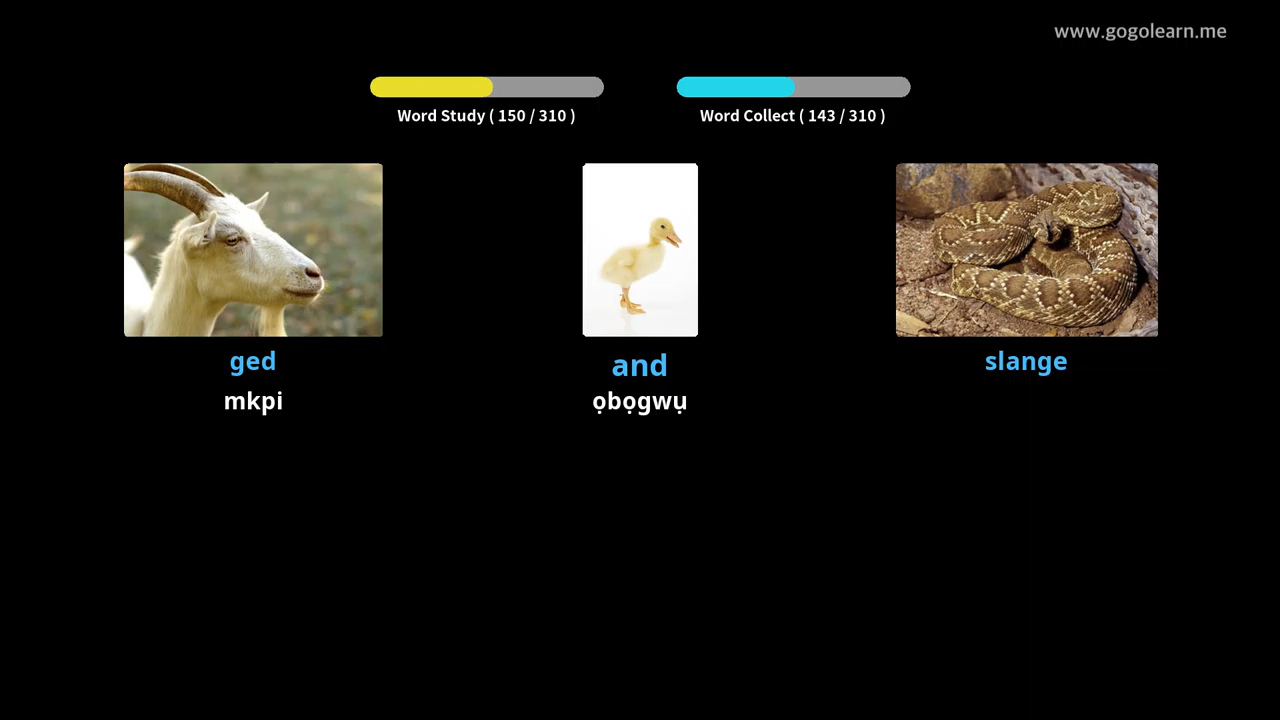 www.gogolearn.me
Word Study ( 150 / 310 )
Word Collect ( 143 / 310 )
ged
and
slange
mkpi
ọbọgwụ